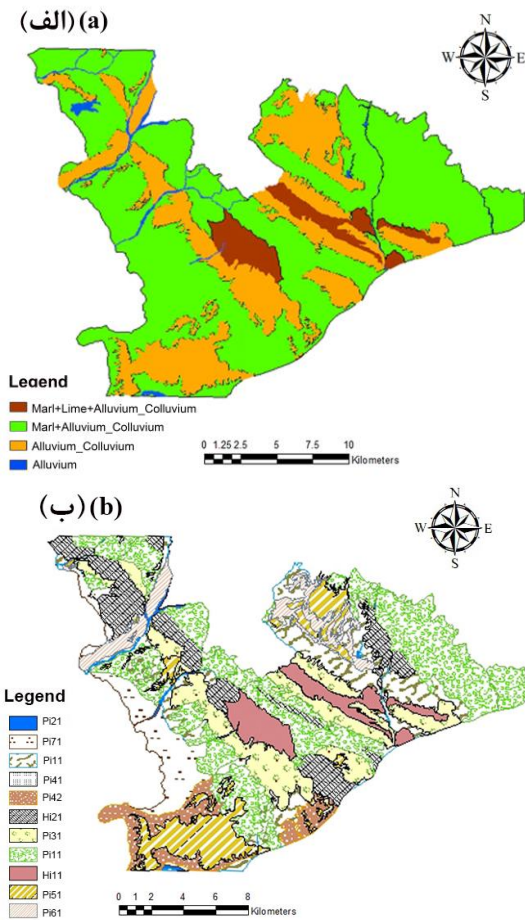 (الف) (a)
N
W E
S
Legend
Marl+Lime+Alluvium_Colluvium
Marl+Alluvium_Colluvium
Alluvium_Colluvium
Alluvium
0 1.25 2.5 5 7.5 10
Kilometers
(ب) (b)
N
W E
S
Legend
Pi21
Pi71
Pi11
Pi41
Pi42
Hi21
Pi31
Pi11
Hi11
Pi51
Pi61
0 1 2 4 6 8
Kilometers